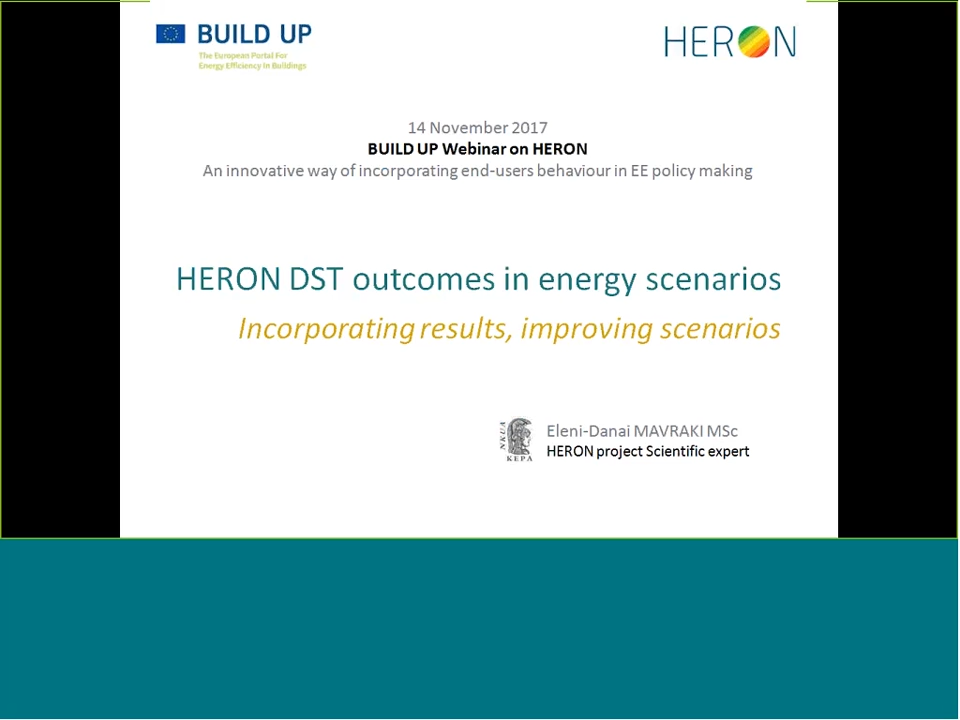 BUILD UP
The European Portal For
Energy Efficiency In Buildings
HERON
14 November 2017
BUILD UP Webinar on HERON
An innovative way of incorporating end-users behaviour in EE policy making
HERON DST outcomes in energy scenarios
Incorporating results, improving scenarios
NKUA
KEPA
Eleni-Danai MAVRAKI MSc
HERON project Scientific expert